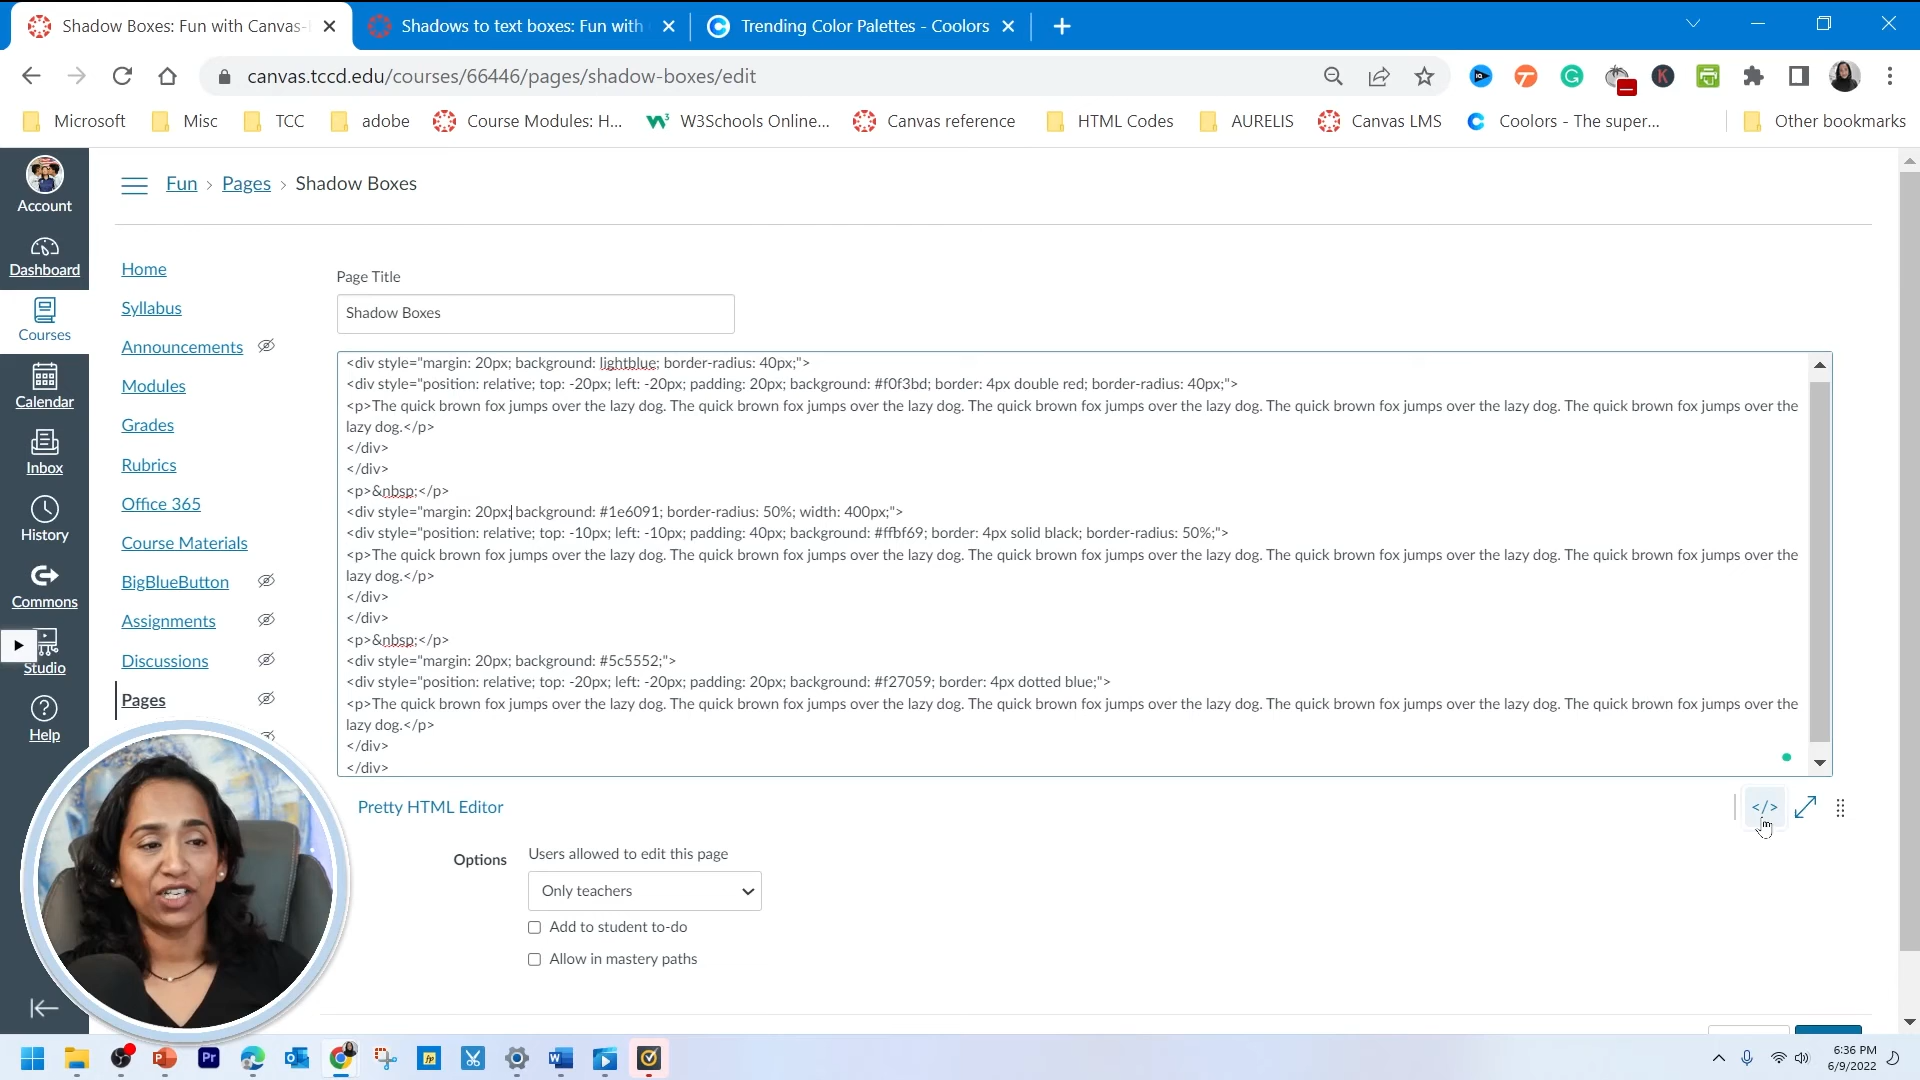 Shadow Boxes: Fun with Canvas-
Shadows to text boxes: Fun with
Trending Color Palettes - Coolors
canvas.tccd.edu/courses/66446/pages/shadow-boxes/edit
Microsoft
Misc
TCC
adobe
Course Modules: H...
W3Schools Online...
Canvas reference
HTML Codes
AURELIS
Canvas LMS
Coolors - The super...
Other bookmarks
Account
Dashboard
Courses
Calendar
Inbox
History
Commons
Studio
Help
Fun > Pages > Shadow Boxes
Home
Syllabus
Announcements
Modules
Grades
Rubrics
Office 365
Course Materials
BigBlueButton
Assignments
Discussions
Pages
Page Title
Shadow Boxes
<div style="margin: 20px; background: lightblue; border-radius: 40px;">
<div style="position: relative; top: -20px; left: -20px; padding: 20px; background: #f0f3bd; border: 4px double red; border-radius: 40px;">
<p>The quick brown fox jumps over the lazy dog. The quick brown fox jumps over the lazy dog. The quick brown fox jumps over the lazy dog. The quick brown fox jumps over the lazy dog. The quick brown fox jumps over the
lazy dog.</p>
</div>
</div>
<p>&nbsp;</p>
<div style="margin: 20px; background: #1e6091; border-radius: 50%; width: 400px;">
<div style="position: relative; top: -10px; left: -10px; padding: 40px; background: #ffbf69; border: 4px solid black; border-radius: 50%;">
<p>The quick brown fox jumps over the lazy dog. The quick brown fox jumps over the lazy dog. The quick brown fox jumps over the lazy dog. The quick brown fox jumps over the lazy dog. The quick brown fox jumps over the
lazy dog.</p>
</div>
</div>
<p>&nbsp;</p>
<div style="margin: 20px; background: #5c5552;">
<div style="position: relative; top: -20px; left: -20px; padding: 20px; background: #f27059; border: 4px dotted blue;">
<p>The quick brown fox jumps over the lazy dog. The quick brown fox jumps over the lazy dog. The quick brown fox jumps over the lazy dog. The quick brown fox jumps over the lazy dog. The quick brown fox jumps over the
lazy dog.</p>
</div>
</div>
Pretty HTML Editor
</>
Options
Users allowed to edit this page
Only teachers
Add to student to-do
Allow in mastery paths
6:36 PM
6/9/2022